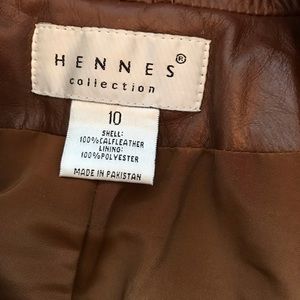 HENNES®
collection
10
SHELL:
100%CALFLEATHER
LINING:
100%POLYESTER
MADE IN PAKISTAN